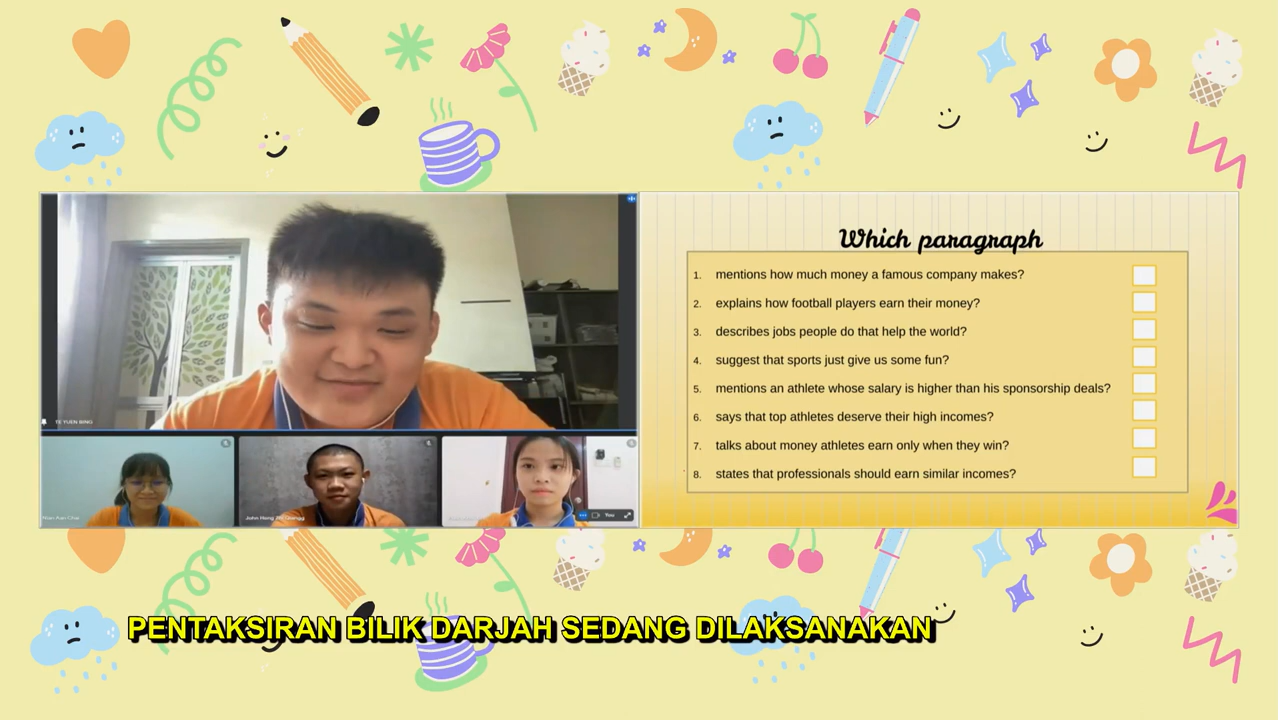 Which paragraph
1. mentions how much money a famous company makes?
2. explains how football players earn their money?
3. describes jobs people do that help the world?
4. suggest that sports just give us some fun?
5. mentions an athlete whose salary is higher than his sponsorship deals?
6. says that top athletes deserve their high incomes?
7. talks about money athletes earn only when they win?
8. states that professionals should earn similar incomes?
TE YUEN BING
You
PENTAKSIRAN BILIK DARJAH SEDANG DILAKSANAKAN